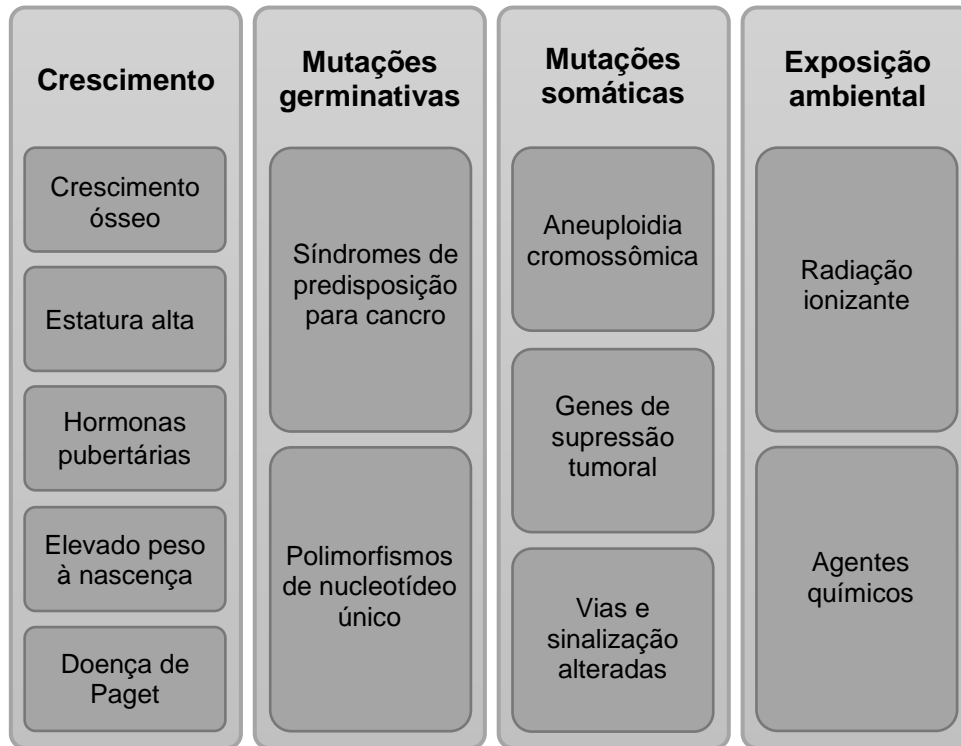 Crescimento
Crescimento
ósseo
Estatura alta
Hormonas
pubertárias
Elevado peso
à nascença
Doença de
Paget
Mutações
germinativas
Síndromes de
predisposição
para cancro
Polimorfismos
de nucleotídeo
único
Mutações
somáticas
Aneuploidia
cromossômica
Genes de
supressão
tumoral
Vias e
sinalização
alteradas
Exposição
ambiental
Radiação
ionizante
Agentes
químicos